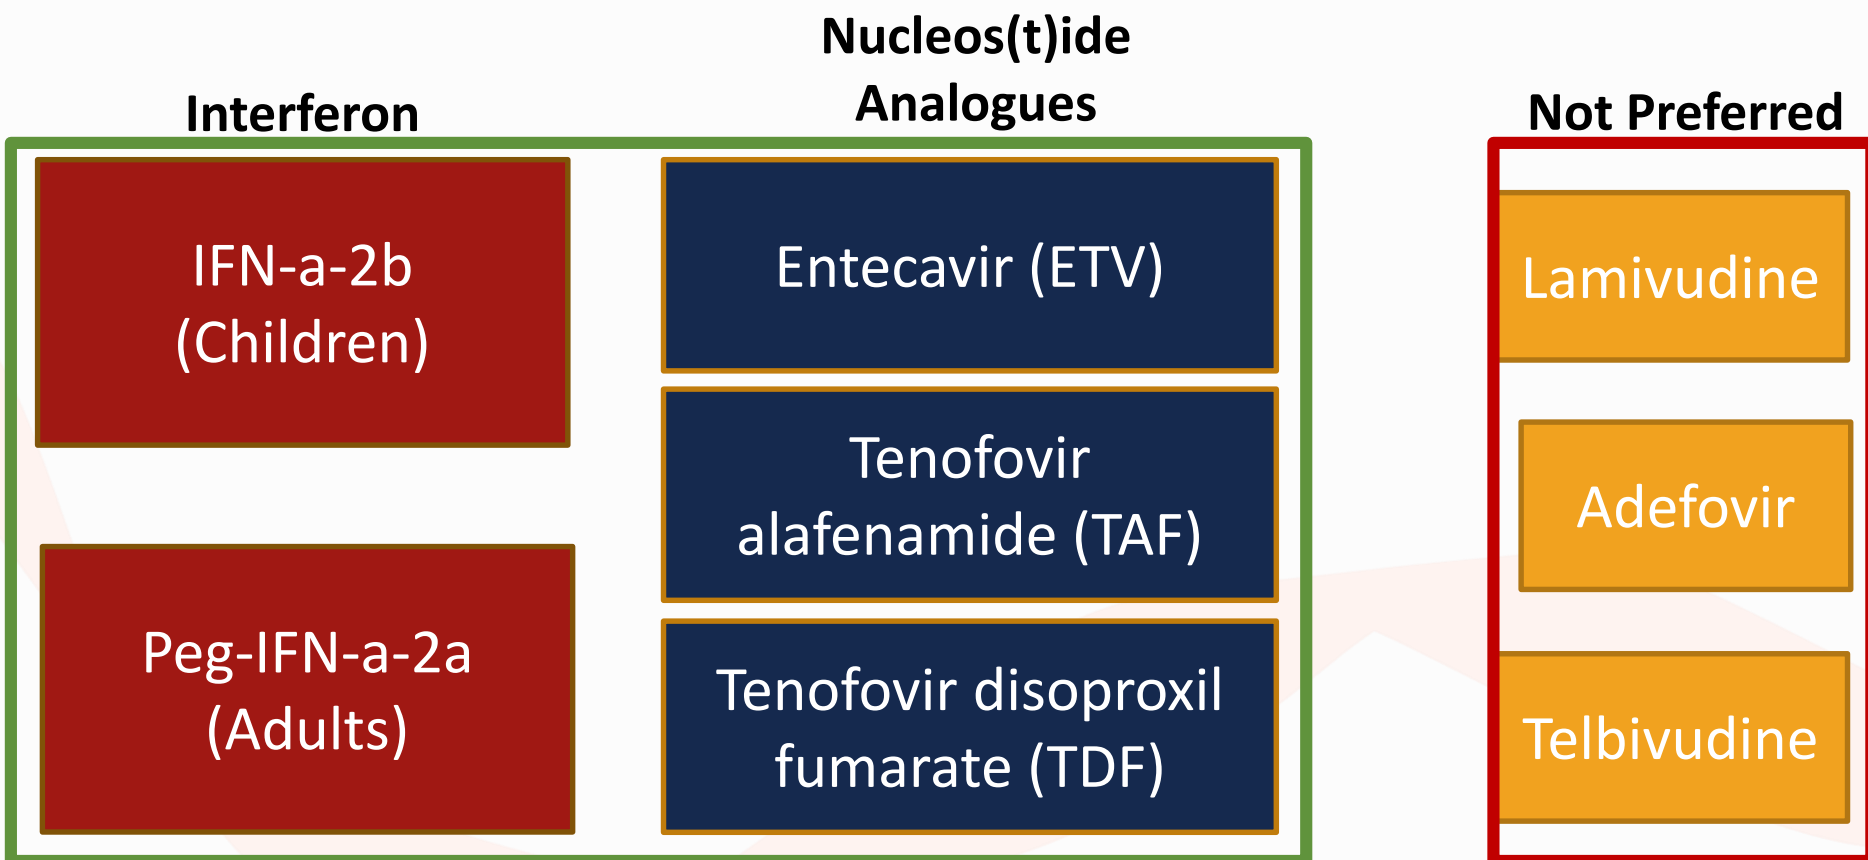 Interferon
IFN-a-2b
(Children)
Peg-IFN-a-2a
(Adults)
Nucleos(t)ide
Analogues
Entecavir (ETV)
Tenofovir
alafenamide (TAF)
Tenofovir disoproxil
fumarate (TDF)
Not Preferred
Lamivudine
Adefovir
Telbivudine